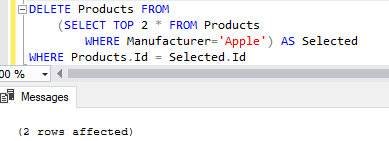 DELETE Products FROM
(SELECT TOP 2 * FROM Products
WHERE Manufacturer='Apple') AS Selected
WHERE Products.Id = Selected.Id
00 %
Messages
(2 rows affected)